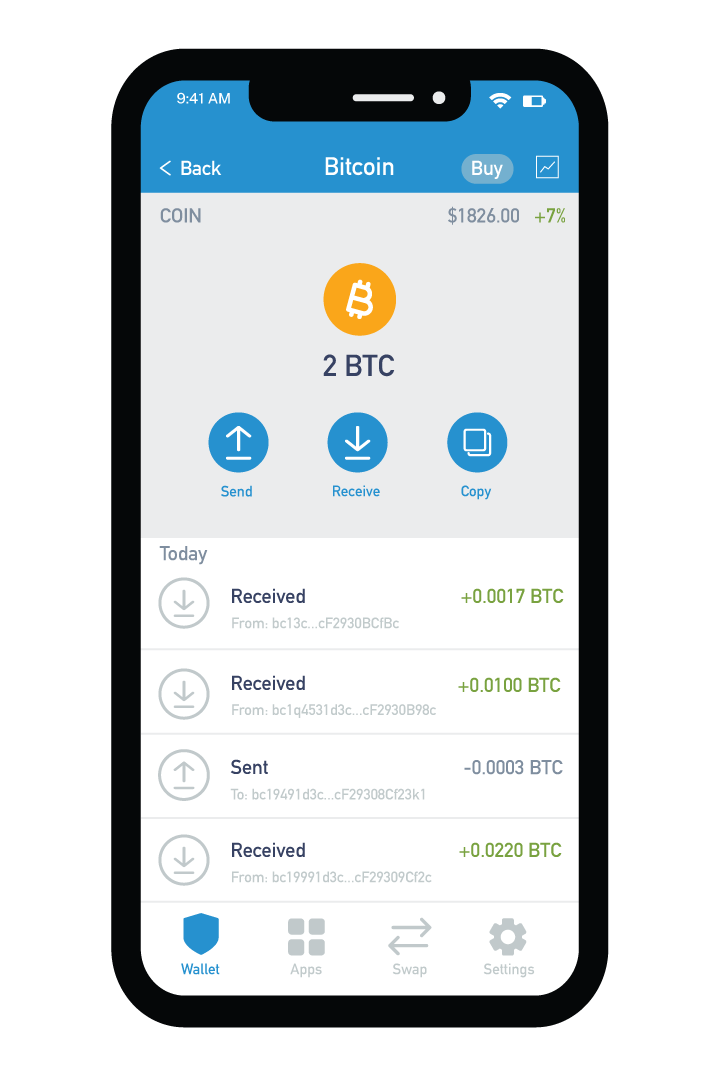 9:41 AM
< Back Bitcoin Buy
COIN $1826.00 +7%
2 BTC
Send Receive Copy
Today
Received +0.0017 BTC
From: bc13c...cF2930BCfBc
Received +0.0100 BTC
From: bc1q4531d3c...cF2930B98c
Sent -0.0003 BTC
To: bc19491d3c...cF29308Cf23k1
Received +0.0220 BTC
From: bc19991d3c...cF29309Cf2c
Wallet Apps Swap Settings